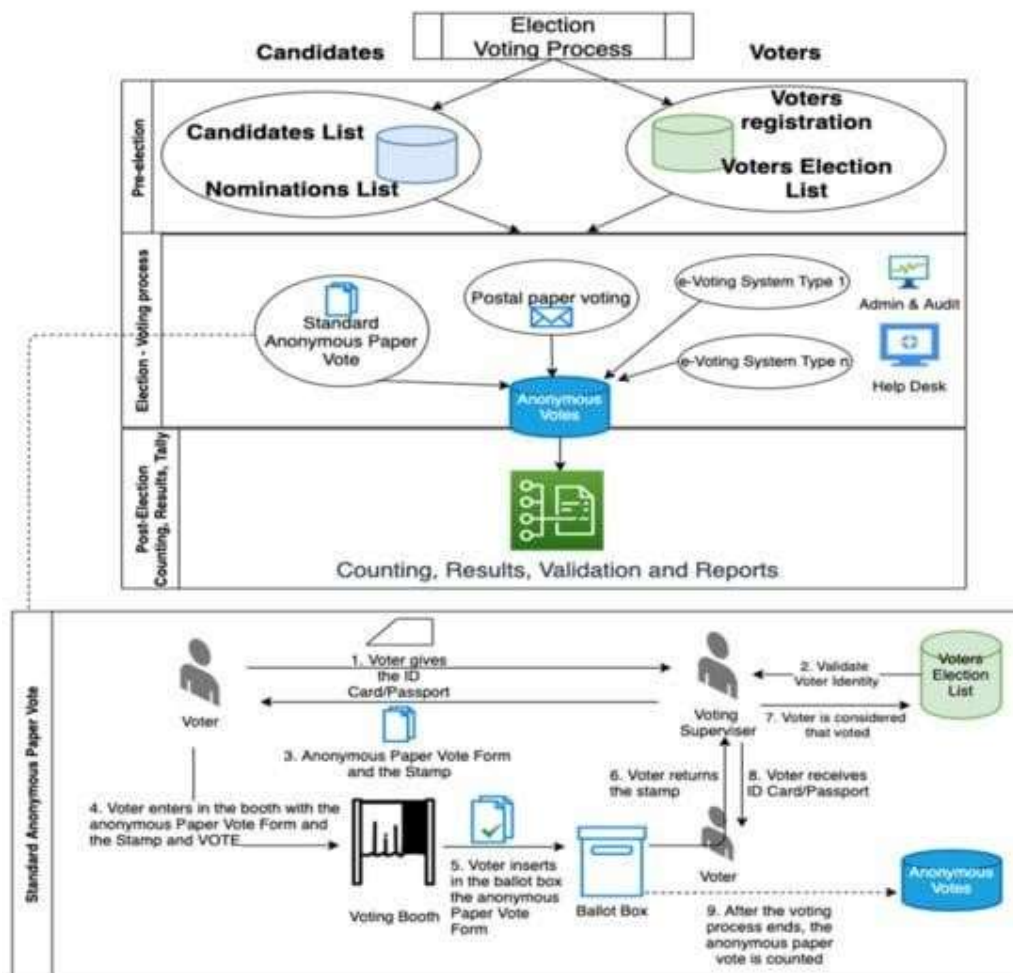 Election
Voting Process
Candidates
Voters
Pre-election
Candidates List
Nominations List
Voters
registration
Voters Election
List
Election - Voting process
Standard
Anonymous Paper
Vote
Postal paper voting
e-Voting System Type 1
e-Voting System Type n
Admin & Audit
Help Desk
Anonymous
Votes
Post-Election
Counting, Results, Tally
Counting, Results, Validation and Reports
Standard Anonymous Paper Vote
Voter
1. Voter gives
the ID
Card/Passport
3. Anonymous Paper Vote Form
and the Stamp
Voting
Superviser
2. Validate
Voter Identity
7. Voter is considered
that voted
Voters
Election
List
4. Voter enters in the booth with the
anonymous Paper Vote Form and
the Stamp and VOTE
Voting Booth
5. Voter inserts
in the ballot box
the anonymous
Paper Vote
Form
Ballot Box
6. Voter returns
the stamp
8. Voter receives
ID Card/Passport
Voter
9. After the voting
process ends, the
anonymous paper
vote is counted
Anonymous
Votes